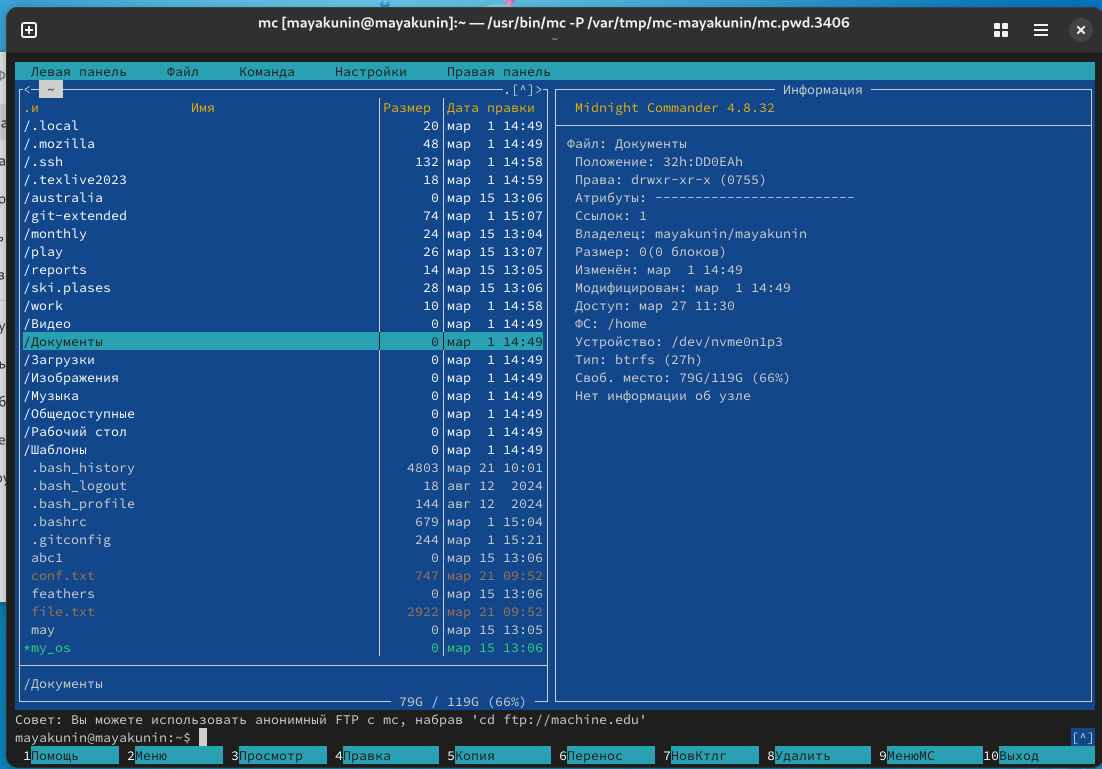 mc [mayakunin@mayakunin]:~ — /usr/bin/mc -P /var/tmp/mc-mayakunin/mc.pwd.3406
~
Левая панель Файл Команда Настройки Правая панель
<─ ~ .[^]>
.и Имя Размер Дата правки
/.local 20 мар 1 14:49
/.mozilla 48 мар 1 14:49
/.ssh 132 мар 1 14:58
/.texlive2023 18 мар 1 14:59
/australia 0 мар 15 13:06
/git-extended 74 мар 1 15:07
/monthly 24 мар 15 13:04
/play 26 мар 15 13:07
/reports 14 мар 15 13:05
/ski.plases 28 мар 15 13:06
/work 10 мар 1 14:58
/Видео 0 мар 1 14:49
/Документы 0 мар 1 14:49
/Загрузки 0 мар 1 14:49
/Изображения 0 мар 1 14:49
/Музыка 0 мар 1 14:49
/Общедоступные 0 мар 1 14:49
/Рабочий стол 0 мар 1 14:49
/Шаблоны 0 мар 1 14:49
.bash_history 4803 мар 21 10:01
.bash_logout 18 авг 12 2024
.bash_profile 144 авг 12 2024
.bashrc 679 мар 1 15:04
.gitconfig 244 мар 1 15:21
abc1 0 мар 15 13:06
conf.txt 747 мар 21 09:52
feathers 0 мар 15 13:06
file.txt 2922 мар 21 09:52
may 0 мар 15 13:05
*my_os 0 мар 15 13:06
/Документы
79G / 119G (66%)
Информация
Midnight Commander 4.8.32
Файл: Документы
Положение: 32h:DD0EAh
Права: drwxr-xr-x (0755)
Атрибуты: -------------------------
Ссылок: 1
Владелец: mayakunin/mayakunin
Размер: 0(0 блоков)
Изменён: мар 1 14:49
Модифицирован: мар 1 14:49
Доступ: мар 27 11:30
ФС: /home
Устройство: /dev/nvme0n1p3
Тип: btrfs (27h)
Своб. место: 79G/119G (66%)
Нет информации об узле
Совет: Вы можете использовать анонимный FTP с mc, набрав 'cd ftp://machine.edu'
mayakunin@mayakunin:~$ [^]
1Помощь 2Меню 3Просмотр 4Правка 5Копия 6Перенос 7НовКтлг 8Удалить 9МенюМС 10Выход